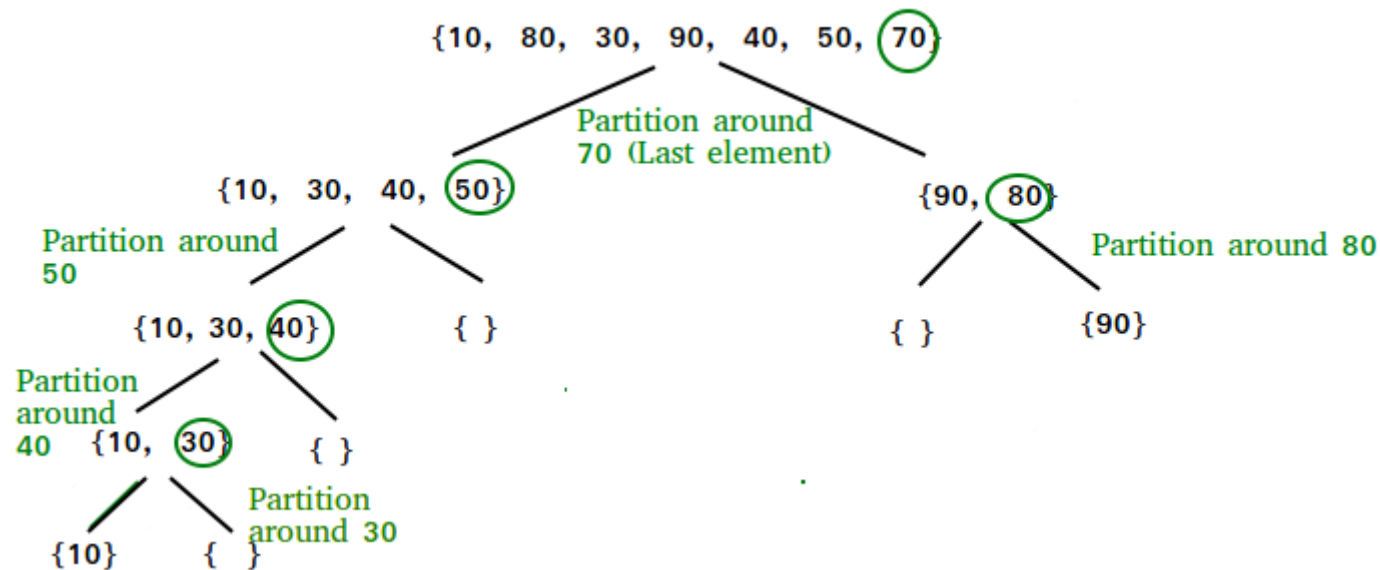 {10, 80, 30, 90, 40, 50, 70}
Partition around
70 (Last element)
{10, 30, 40, 50}
{90, 80}
Partition around
50
Partition around 80
{10, 30, 40}
{ }
{ }
{90}
Partition
around
40
{10, 30}
{ }
Partition
around 30
{10}
{ }